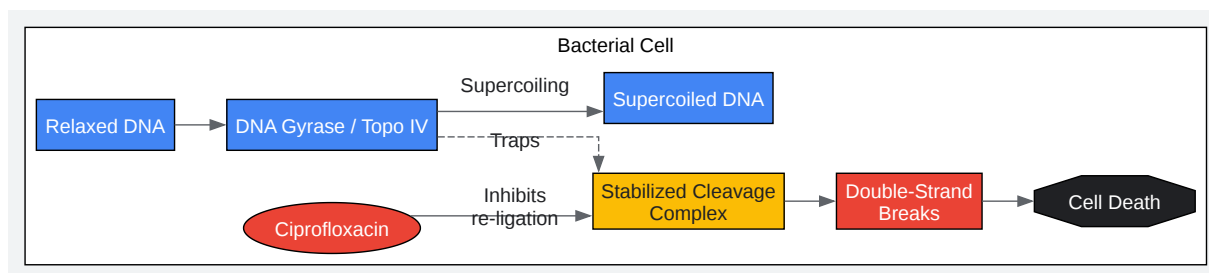 Bacterial Cell
Supercoiling
Supercoiled DNA
Relaxed DNA
DNA Gyrase / Topo IV
Traps
Stabilized Cleavage
Complex
Double-Strand
Breaks
Cell Death
Inhibits
re-ligation
Ciprofloxacin